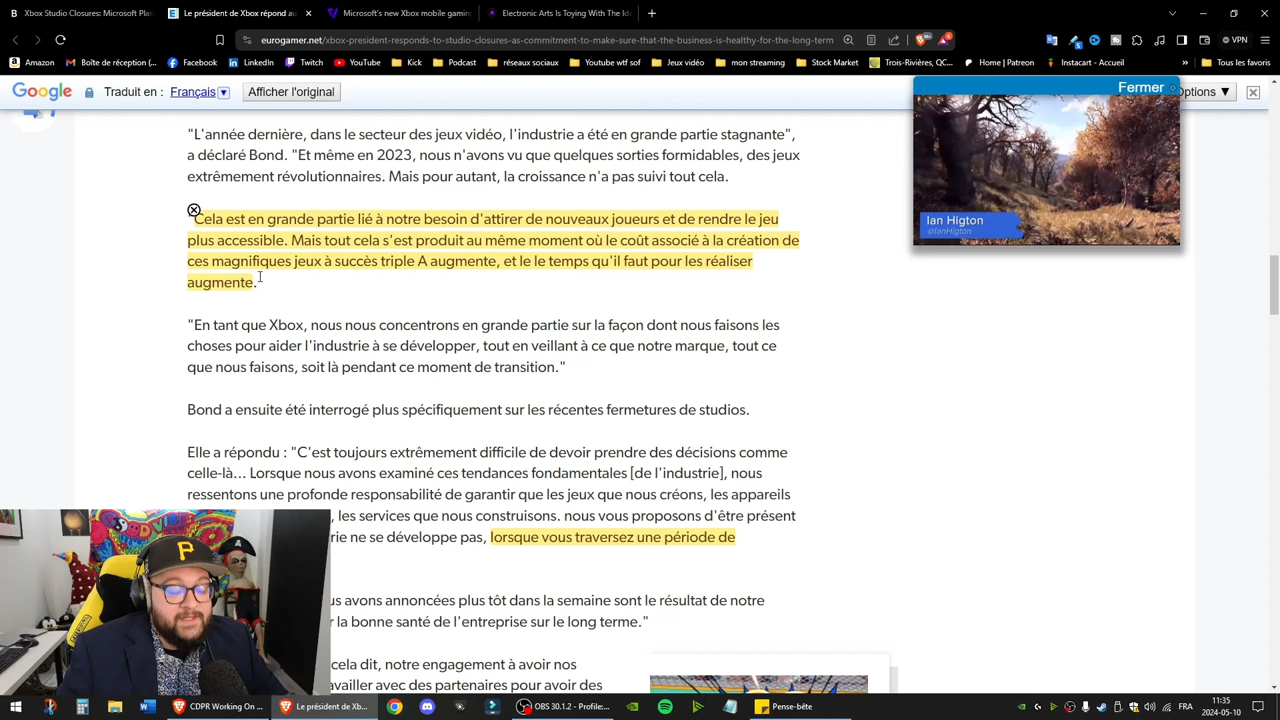 Xbox Studio Closures: Microsoft Plan
Le président de Xbox répond au
Microsoft's new Xbox mobile gaming
Electronic Arts Is Toying With The Id
eurogamer.net/xbox-president-responds-to-studio-closures-as-commitment-to-make-sure-that-the-business-is-healthy-for-the-long-term
VPN
Amazon
Boîte de réception (...
Facebook
LinkedIn
Twitch
YouTube
Kick
Podcast
réseaux sociaux
Youtube wtf sof
Jeux vidéo
mon streaming
Stock Market
Trois-Rivières, QC...
Home | Patreon
Instacart - Accueil
Tous les favoris
Google
Traduit en : Français
Afficher l'original
Options ▼
Fermer
Ian Higton
@IanHigton
"L'année dernière, dans le secteur des jeux vidéo, l'industrie a été en grande partie stagnante",
a déclaré Bond. "Et même en 2023, nous n'avons vu que quelques sorties formidables, des jeux
extrêmement révolutionnaires. Mais pour autant, la croissance n'a pas suivi tout cela.
"Cela est en grande partie lié à notre besoin d'attirer de nouveaux joueurs et de rendre le jeu
plus accessible. Mais tout cela s'est produit au même moment où le coût associé à la création de
ces magnifiques jeux à succès triple A augmente, et le le temps qu'il faut pour les réaliser
augmente.
"En tant que Xbox, nous nous concentrons en grande partie sur la façon dont nous faisons les
choses pour aider l'industrie à se développer, tout en veillant à ce que notre marque, tout ce
que nous faisons, soit là pendant ce moment de transition."
Bond a ensuite été interrogé plus spécifiquement sur les récentes fermetures de studios.
Elle a répondu : "C'est toujours extrêmement difficile de devoir prendre des décisions comme
celle-là... Lorsque nous avons examiné ces tendances fondamentales [de l'industrie], nous
ressentons une profonde responsabilité de garantir que les jeux que nous créons, les appareils
, les services que nous construisons. nous vous proposons d'être présent
rie ne se développe pas, lorsque vous traversez une période de
us avons annoncées plus tôt dans la semaine sont le résultat de notre
r la bonne santé de l'entreprise sur le long terme."
cela dit, notre engagement à avoir nos
availler avec des partenaires pour avoir des
P
CDPR Working On ...
Le président de Xb...
OBS 30.1.2 - Profile:...
Pense-bête
FRA
11:35
2024-05-10